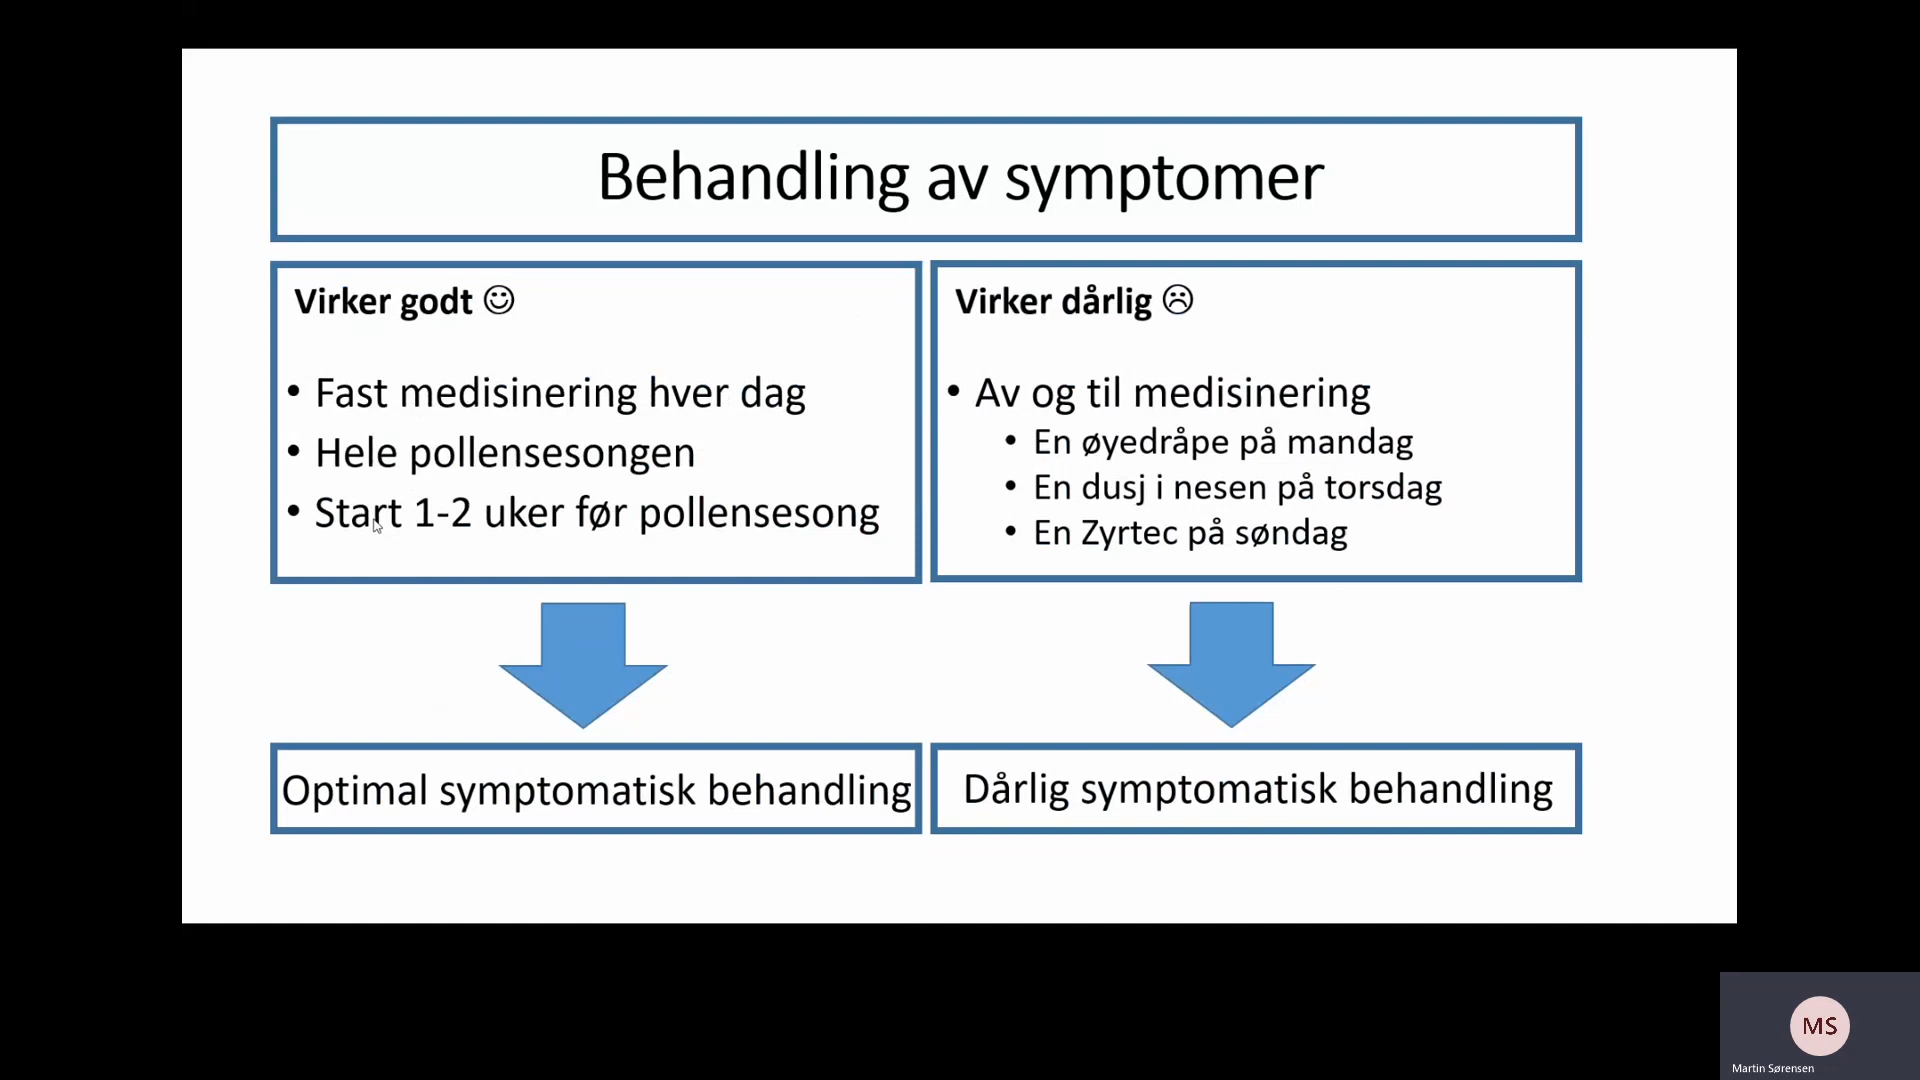 Behandling av symptomer
Virker godt ☺
• Fast medisinering hver dag
• Hele pollensesongen
• Start 1-2 uker før pollensesong
Virker dårlig ☹
• Av og til medisinering
• En øyedråpe på mandag
• En dusj i nesen på torsdag
• En Zyrtec på søndag
Optimal symptomatisk behandling
Dårlig symptomatisk behandling
MS
Martin Sørensen